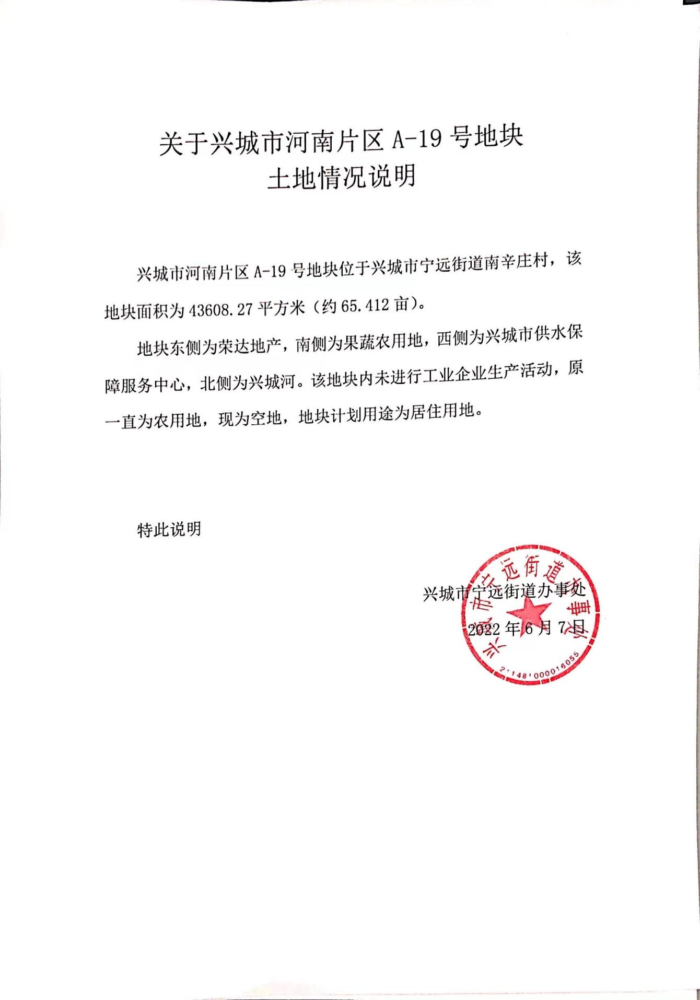 关于兴城市河南片区 A-19 号地块
土地情况说明
兴城市河南片区 A-19 号地块位于兴城市宁远街道南辛庄村，该
地块面积为 43608.27 平方米（约 65.412 亩）。
地块东侧为荣达地产，南侧为果蔬农用地，西侧为兴城市供水保
障服务中心，北侧为兴城河。该地块内未进行工业企业生产活动，原
一直为农用地，现为空地，地块计划用途为居住用地。
特此说明
兴城市宁远街道办事处
2022 年 6 月 7 日
兴城市宁远街道办事处
211481000016055